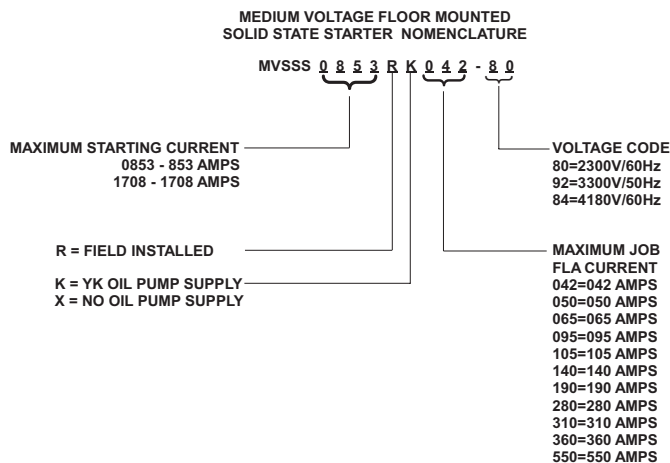 MEDIUM VOLTAGE FLOOR MOUNTED
SOLID STATE STARTER NOMENCLATURE
MVSSS 0 8 5 3 R K 0 4 2 - 8 0
MAXIMUM STARTING CURRENT
0853 - 853 AMPS
1708 - 1708 AMPS
R = FIELD INSTALLED
K = YK OIL PUMP SUPPLY
X = NO OIL PUMP SUPPLY
VOLTAGE CODE
80=2300V/60Hz
92=3300V/50Hz
84=4180V/60Hz
MAXIMUM JOB
FLA CURRENT
042=042 AMPS
050=050 AMPS
065=065 AMPS
095=095 AMPS
105=105 AMPS
140=140 AMPS
190=190 AMPS
280=280 AMPS
310=310 AMPS
360=360 AMPS
550=550 AMPS